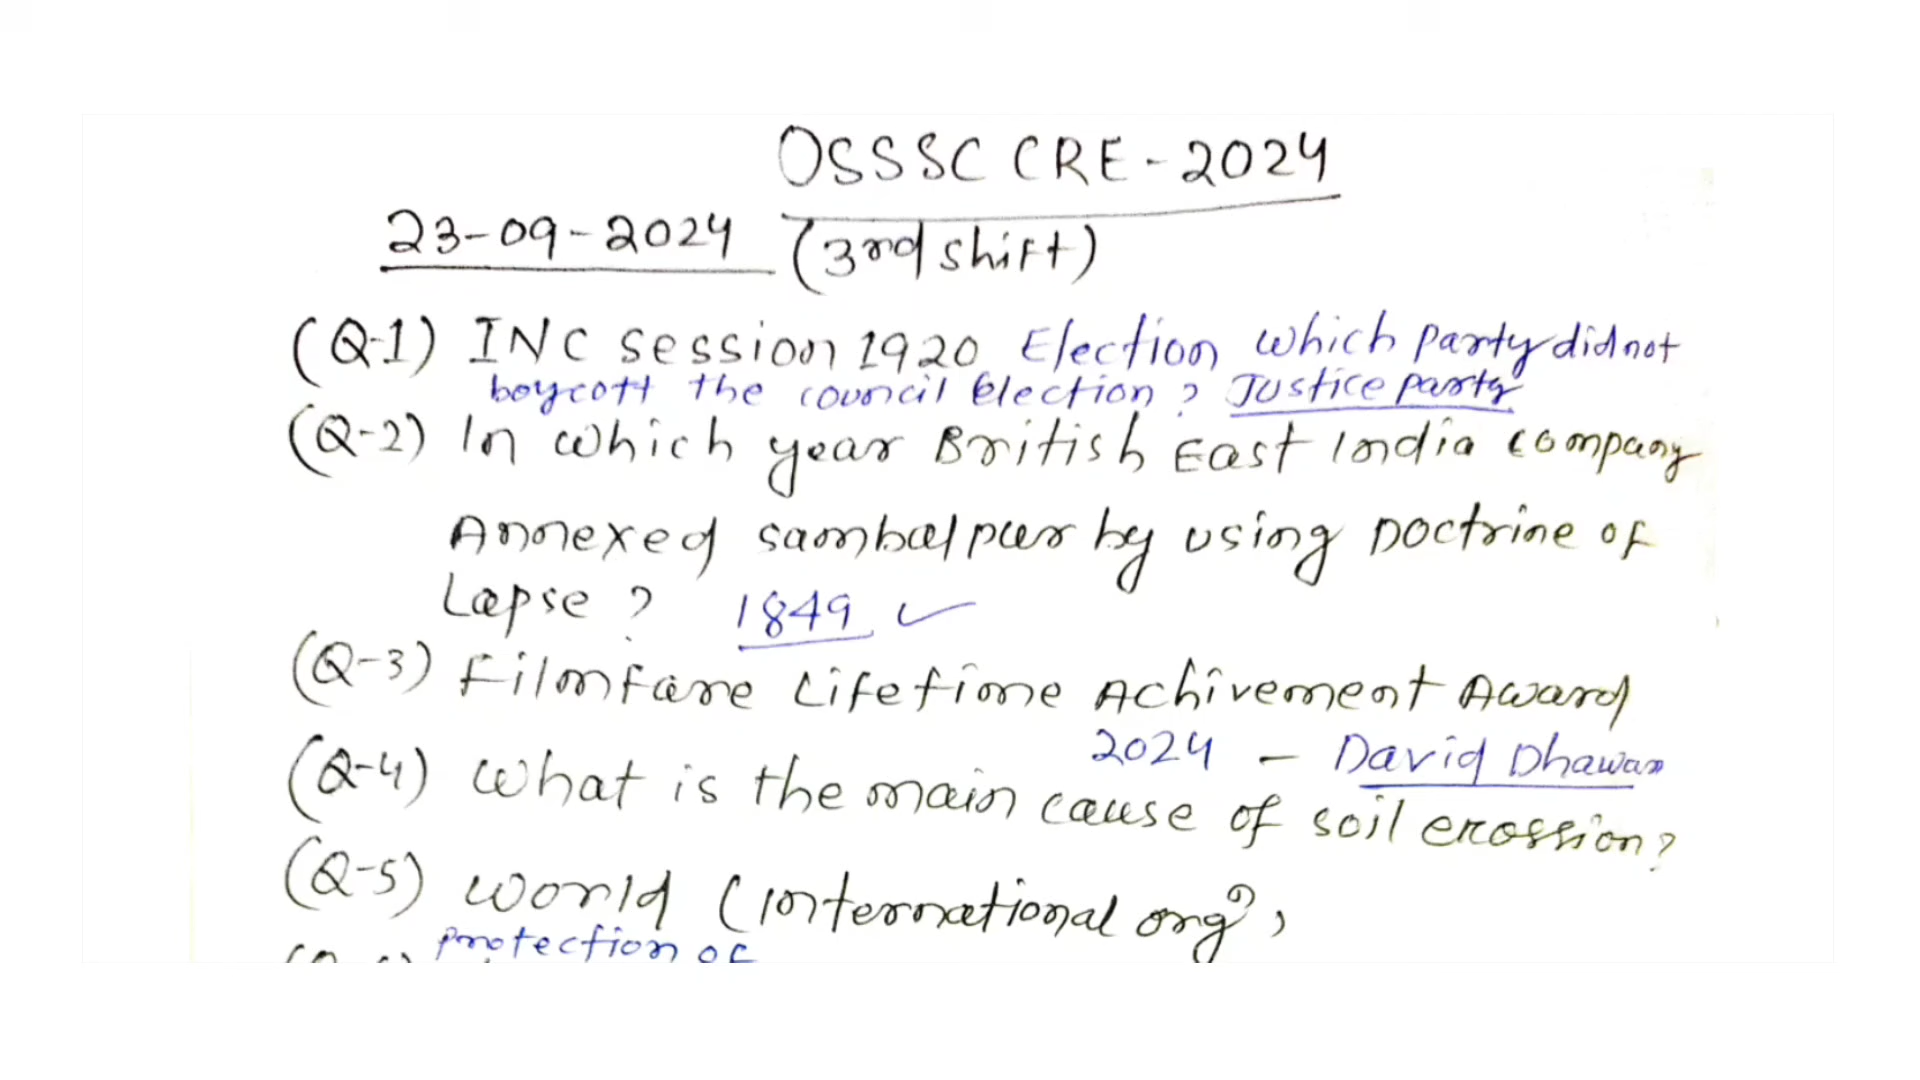 OSSSC CRE-2024
23-09-2024 (3rd shift)
(Q-1) INC session 1920 Election which party did not
boycott the council Election? Justice party
(Q-2) In which year British East India company
Annexed sambalpur by using Doctrine of
Lapse? 1849 ✓
(Q-3) Filmfare Lifetime Achivement Award
2024 - David Dhawan
(Q-4) What is the main cause of soil erossion?
(Q-5) World (International orgn,
protection of